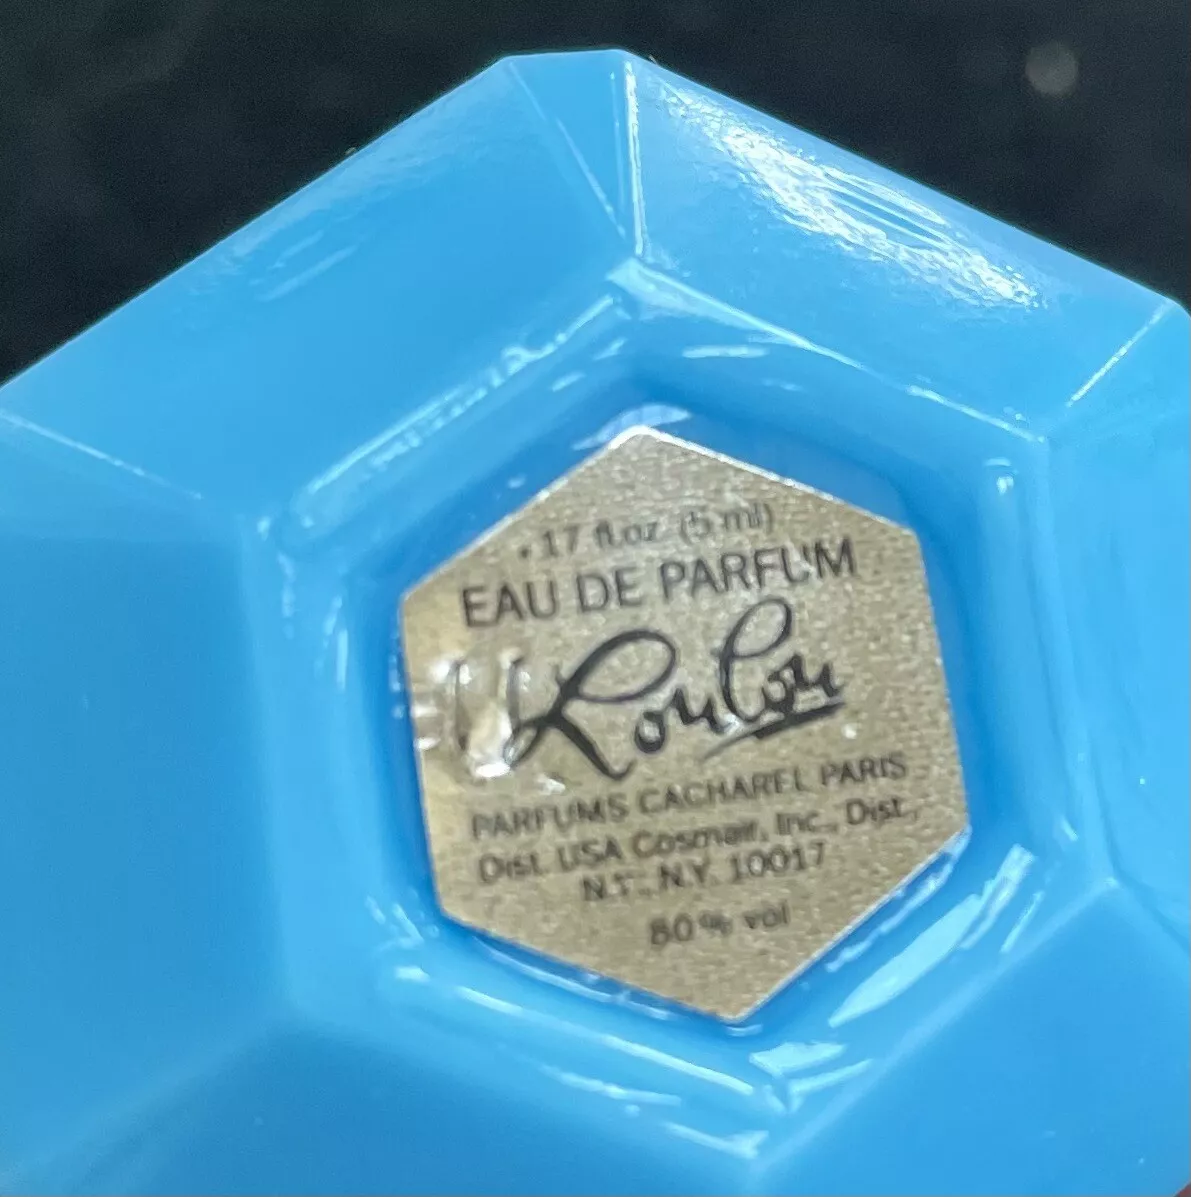 .17 fl.oz (5 ml)
EAU DE PARFUM
Loulou
PARFUMS CACHAREL PARIS
Dist. USA Cosmair, Inc., Dist.,
N.Y., N.Y. 10017
80% vol